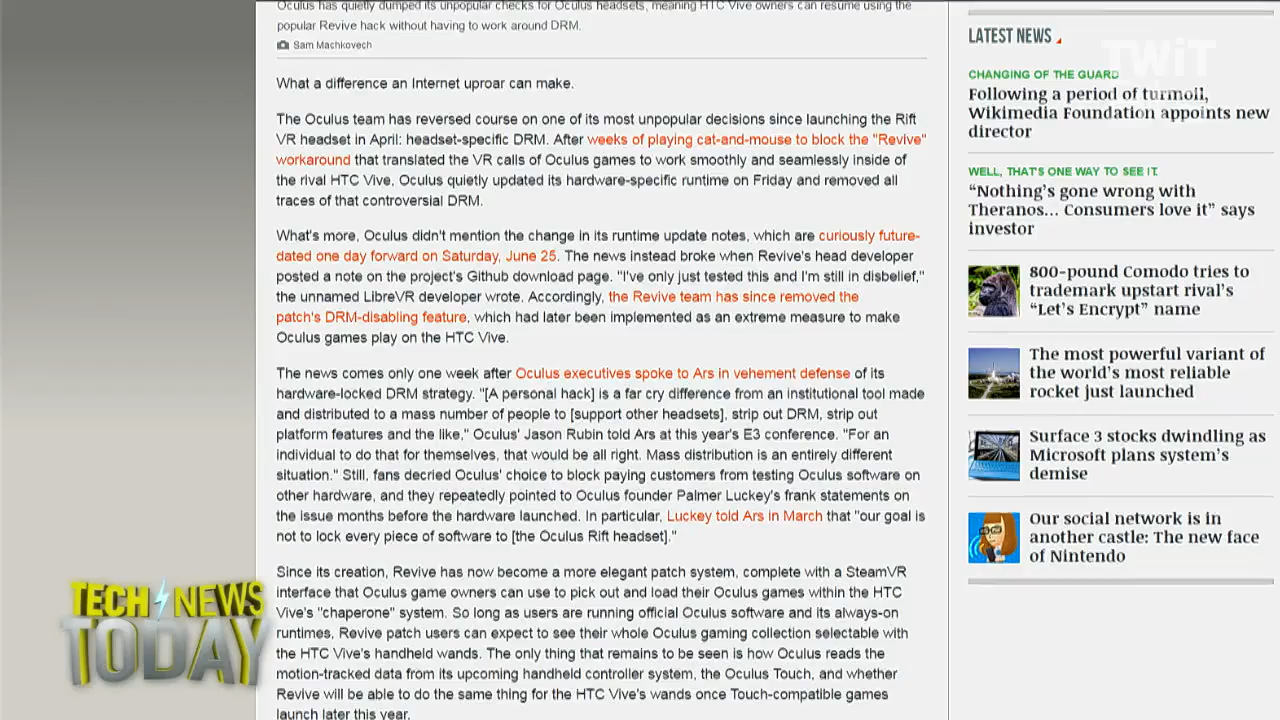 Oculus has quietly dumped its unpopular checks for Oculus headsets, meaning HTC Vive owners can resume using the
popular Revive hack without having to work around DRM.
Sam Machkovech
What a difference an Internet uproar can make.
The Oculus team has reversed course on one of its most unpopular decisions since launching the Rift
VR headset in April: headset-specific DRM. After weeks of playing cat-and-mouse to block the "Revive"
workaround that translated the VR calls of Oculus games to work smoothly and seamlessly inside of
the rival HTC Vive, Oculus quietly updated its hardware-specific runtime on Friday and removed all
traces of that controversial DRM.
What's more, Oculus didn't mention the change in its runtime update notes, which are curiously future-
dated one day forward on Saturday, June 25. The news instead broke when Revive's head developer
posted a note on the project's Github download page. "I've only just tested this and I'm still in disbelief,"
the unnamed LibreVR developer wrote. Accordingly, the Revive team has since removed the
patch's DRM-disabling feature, which had later been implemented as an extreme measure to make
Oculus games play on the HTC Vive.
The news comes only one week after Oculus executives spoke to Ars in vehement defense of its
hardware-locked DRM strategy. "[A personal hack] is a far cry difference from an institutional tool made
and distributed to a mass number of people to [support other headsets], strip out DRM, strip out
platform features and the like," Oculus' Jason Rubin told Ars at this year's E3 conference. "For an
individual to do that for themselves, that would be all right. Mass distribution is an entirely different
situation." Still, fans decried Oculus' choice to block paying customers from testing Oculus software on
other hardware, and they repeatedly pointed to Oculus founder Palmer Luckey's frank statements on
the issue months before the hardware launched. In particular, Luckey told Ars in March that "our goal is
not to lock every piece of software to [the Oculus Rift headset]."
Since its creation, Revive has now become a more elegant patch system, complete with a SteamVR
interface that Oculus game owners can use to pick out and load their Oculus games within the HTC
Vive's "chaperone" system. So long as users are running official Oculus software and its always-on
runtimes, Revive patch users can expect to see their whole Oculus gaming collection selectable with
the HTC Vive's handheld wands. The only thing that remains to be seen is how Oculus reads the
motion-tracked data from its upcoming handheld controller system, the Oculus Touch, and whether
Revive will be able to do the same thing for the HTC Vive's wands once Touch-compatible games
launch later this year.
LATEST NEWS
TWiT
CHANGING OF THE GUARD
Following a period of turmoil,
Wikimedia Foundation appoints new
director
WELL, THAT'S ONE WAY TO SEE IT.
“Nothing’s gone wrong with
Theranos… Consumers love it” says
investor
800-pound Comodo tries to
trademark upstart rival’s
“Let’s Encrypt” name
The most powerful variant of
the world’s most reliable
rocket just launched
Surface 3 stocks dwindling as
Microsoft plans system’s
demise
Our social network is in
another castle: The new face
of Nintendo
TECH NEWS
TODAY